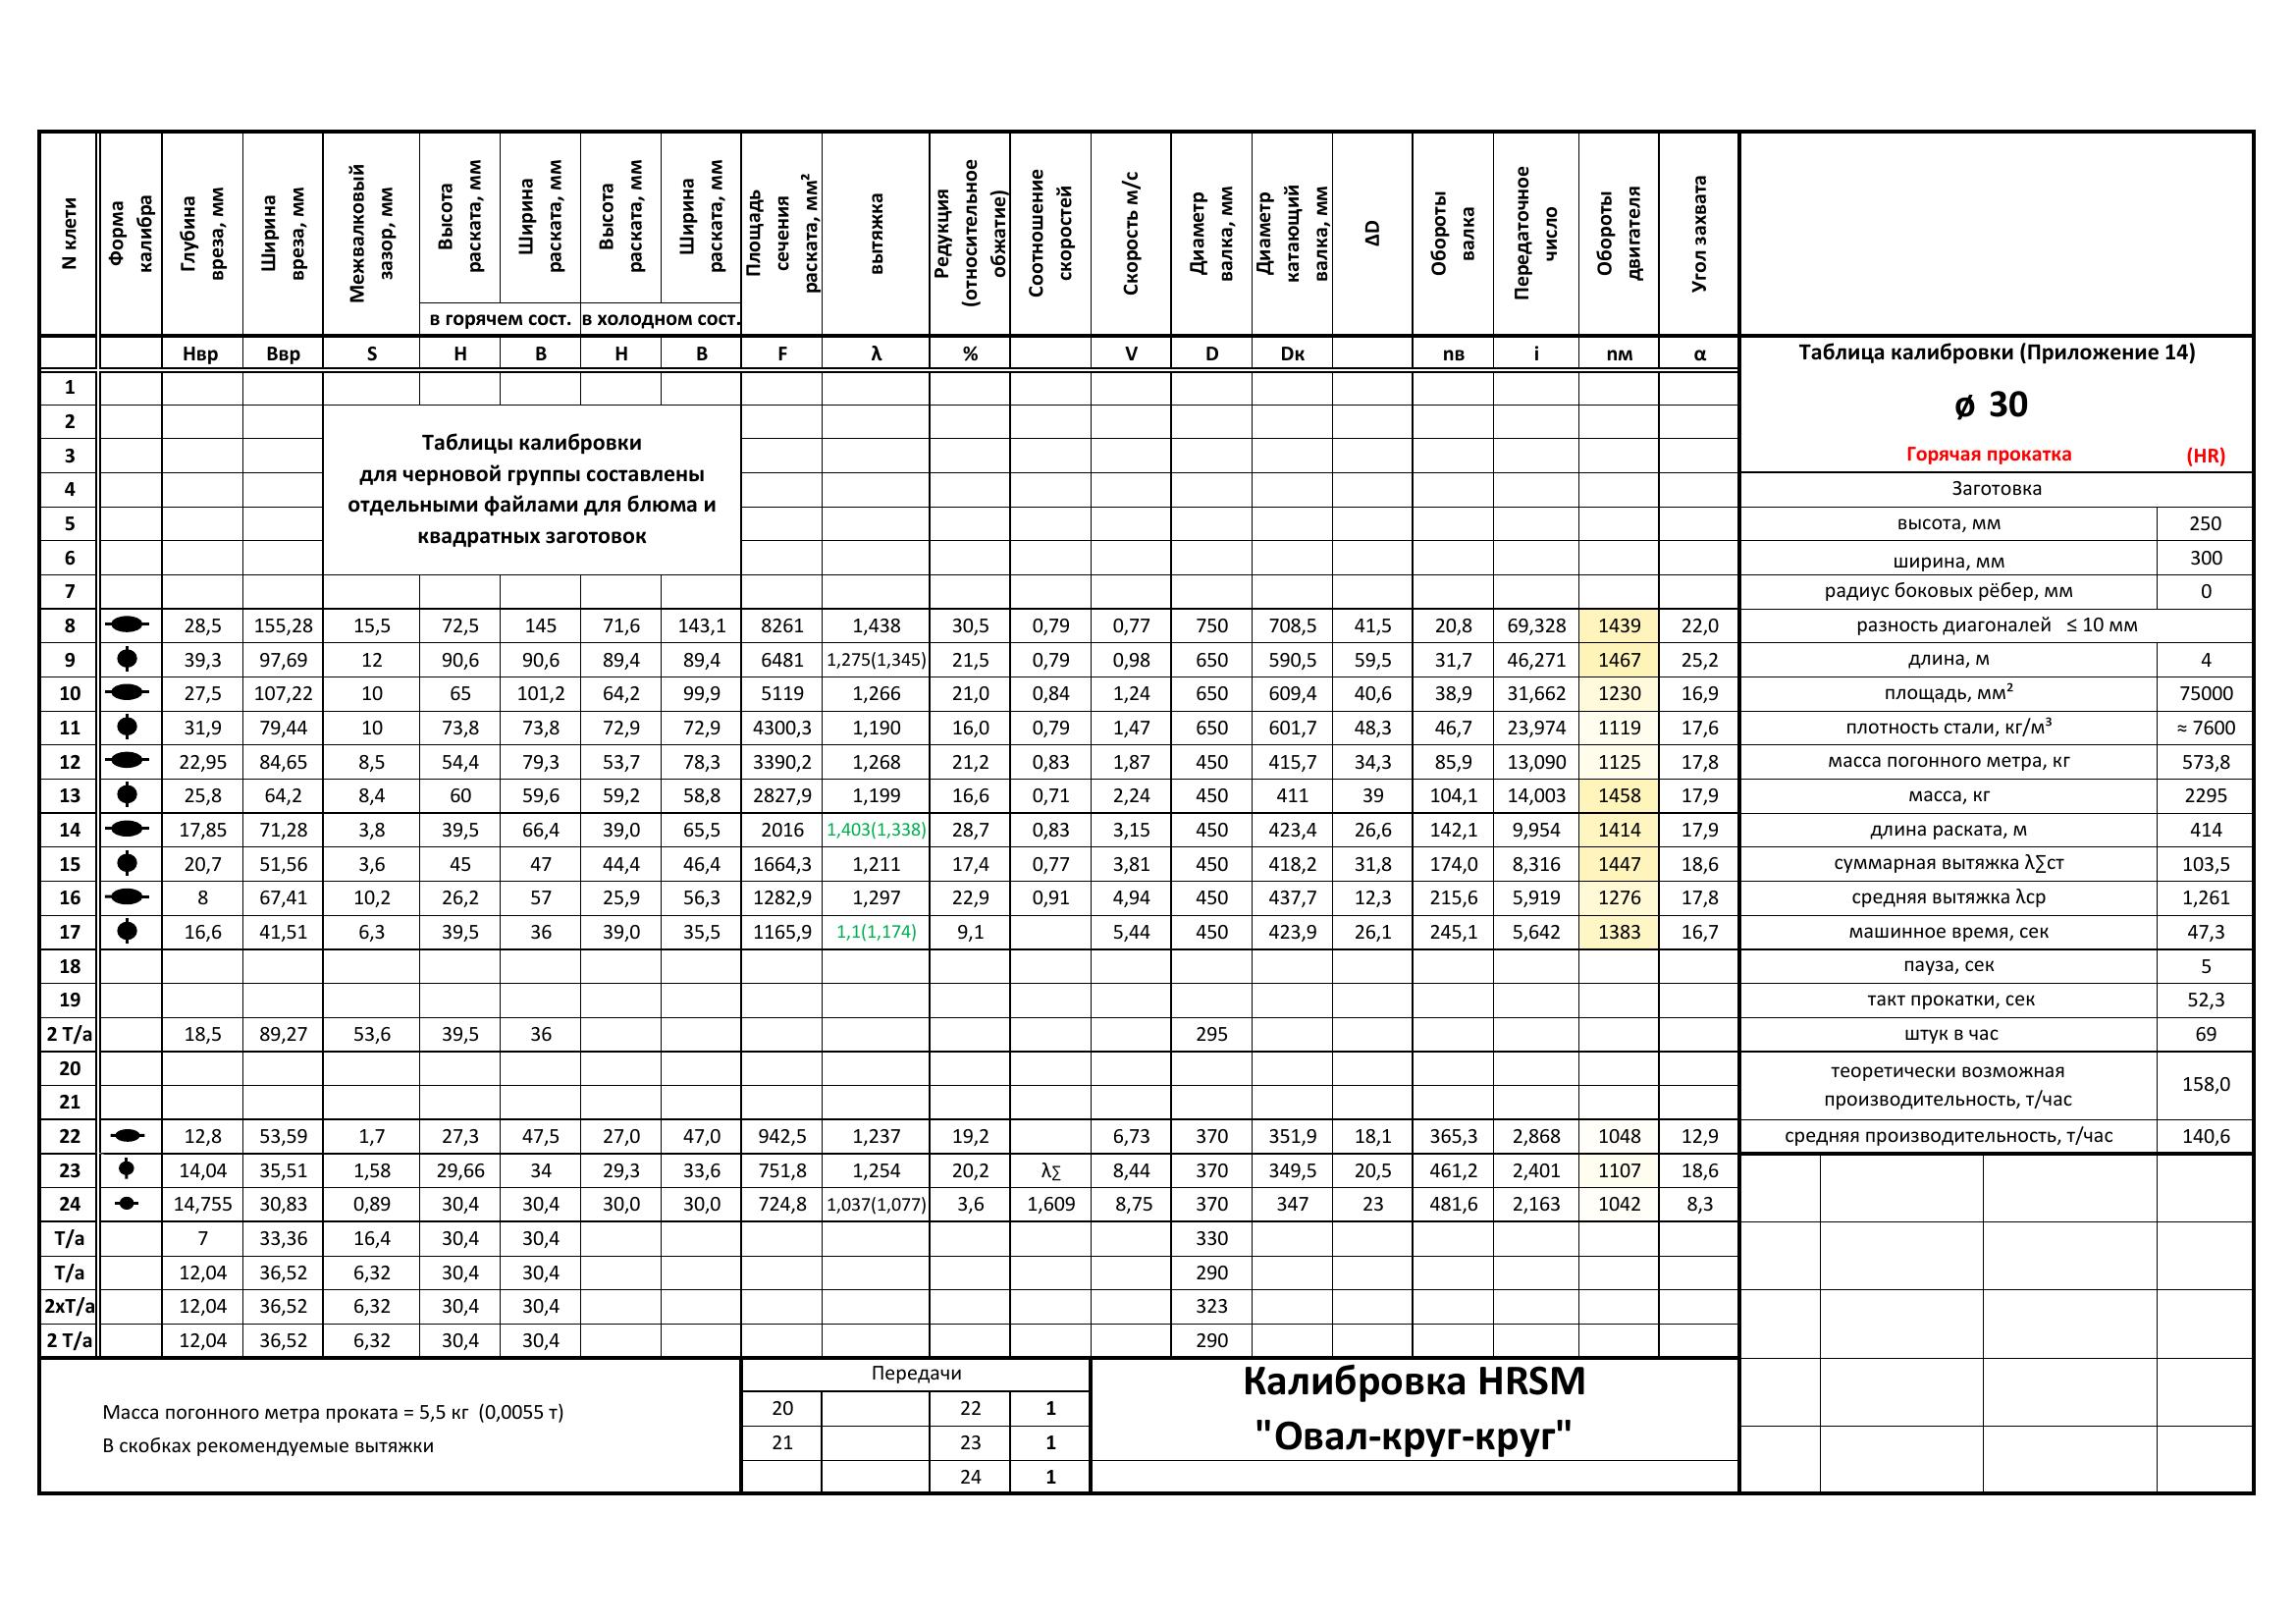 N клети
Форма калибра
Глубина вреза, мм
Ширина вреза, мм
Межвалковый зазор, мм
Высота раската, мм
Ширина раската, мм
Высота раската, мм
Ширина раската, мм
Площадь сечения раската, мм²
вытяжка
Редукция (относительное обжатие)
Соотношение скоростей
Скорость м/с
Диаметр валка, мм
Диаметр катающий валка, мм
ΔD
Обороты валка
Передаточное число
Обороты двигателя
Угол захвата
в горячем сост. в холодном сост.
Нвр Ввр S Н В Н В F λ % V D Dк nв i nм α
Таблица калибровки (Приложение 14)
ø 30
Горячая прокатка (HR)
Заготовка
высота, мм 250
ширина, мм 300
радиус боковых рёбер, мм 0
разность диагоналей ≤ 10 мм
длина, м 4
площадь, мм² 75000
плотность стали, кг/м³ ≈ 7600
масса погонного метра, кг 573,8
масса, кг 2295
длина раската, м 414
суммарная вытяжка λ∑ст 103,5
средняя вытяжка λср 1,261
машинное время, сек 47,3
пауза, сек 5
такт прокатки, сек 52,3
штук в час 69
теоретически возможная
производительность, т/час 158,0
средняя производительность, т/час 140,6
1
2
3
4
5
6
7
Таблицы калибровки
для черновой группы составлены
отдельными файлами для блюма и
квадратных заготовок
8 28,5 155,28 15,5 72,5 145 71,6 143,1 8261 1,438 30,5 0,79 0,77 750 708,5 41,5 20,8 69,328 1439 22,0
9 39,3 97,69 12 90,6 90,6 89,4 89,4 6481 1,275(1,345) 21,5 0,79 0,98 650 590,5 59,5 31,7 46,271 1467 25,2
10 27,5 107,22 10 65 101,2 64,2 99,9 5119 1,266 21,0 0,84 1,24 650 609,4 40,6 38,9 31,662 1230 16,9
11 31,9 79,44 10 73,8 73,8 72,9 72,9 4300,3 1,190 16,0 0,79 1,47 650 601,7 48,3 46,7 23,974 1119 17,6
12 22,95 84,65 8,5 54,4 79,3 53,7 78,3 3390,2 1,268 21,2 0,83 1,87 450 415,7 34,3 85,9 13,090 1125 17,8
13 25,8 64,2 8,4 60 59,6 59,2 58,8 2827,9 1,199 16,6 0,71 2,24 450 411 39 104,1 14,003 1458 17,9
14 17,85 71,28 3,8 39,5 66,4 39,0 65,5 2016 1,403(1,338) 28,7 0,83 3,15 450 423,4 26,6 142,1 9,954 1414 17,9
15 20,7 51,56 3,6 45 47 44,4 46,4 1664,3 1,211 17,4 0,77 3,81 450 418,2 31,8 174,0 8,316 1447 18,6
16 8 67,41 10,2 26,2 57 25,9 56,3 1282,9 1,297 22,9 0,91 4,94 450 437,7 12,3 215,6 5,919 1276 17,8
17 16,6 41,51 6,3 39,5 36 39,0 35,5 1165,9 1,1(1,174) 9,1 5,44 450 423,9 26,1 245,1 5,642 1383 16,7
18
19
2 Т/а 18,5 89,27 53,6 39,5 36 295
20
21
22 12,8 53,59 1,7 27,3 47,5 27,0 47,0 942,5 1,237 19,2 6,73 370 351,9 18,1 365,3 2,868 1048 12,9
23 14,04 35,51 1,58 29,66 34 29,3 33,6 751,8 1,254 20,2 λ∑ 8,44 370 349,5 20,5 461,2 2,401 1107 18,6
24 14,755 30,83 0,89 30,4 30,4 30,0 30,0 724,8 1,037(1,077) 3,6 1,609 8,75 370 347 23 481,6 2,163 1042 8,3
Т/а 7 33,36 16,4 30,4 30,4 330
Т/а 12,04 36,52 6,32 30,4 30,4 290
2хТ/а 12,04 36,52 6,32 30,4 30,4 323
2 Т/а 12,04 36,52 6,32 30,4 30,4 290
Масса погонного метра проката = 5,5 кг (0,0055 т)
В скобках рекомендуемые вытяжки
Передачи
20 22 1
21 23 1
24 1
Калибровка HRSM
"Овал-круг-круг"